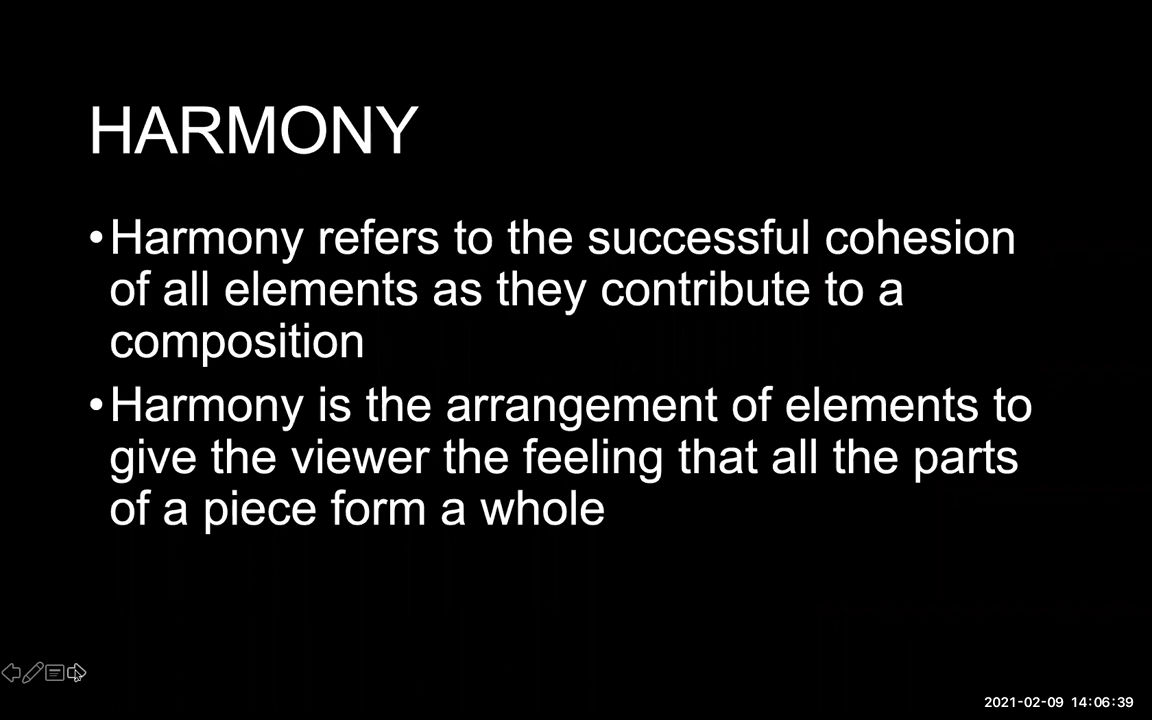 HARMONY
•Harmony refers to the successful cohesion
of all elements as they contribute to a
composition
•Harmony is the arrangement of elements to
give the viewer the feeling that all the parts
of a piece form a whole
2021-02-09 14:06:39